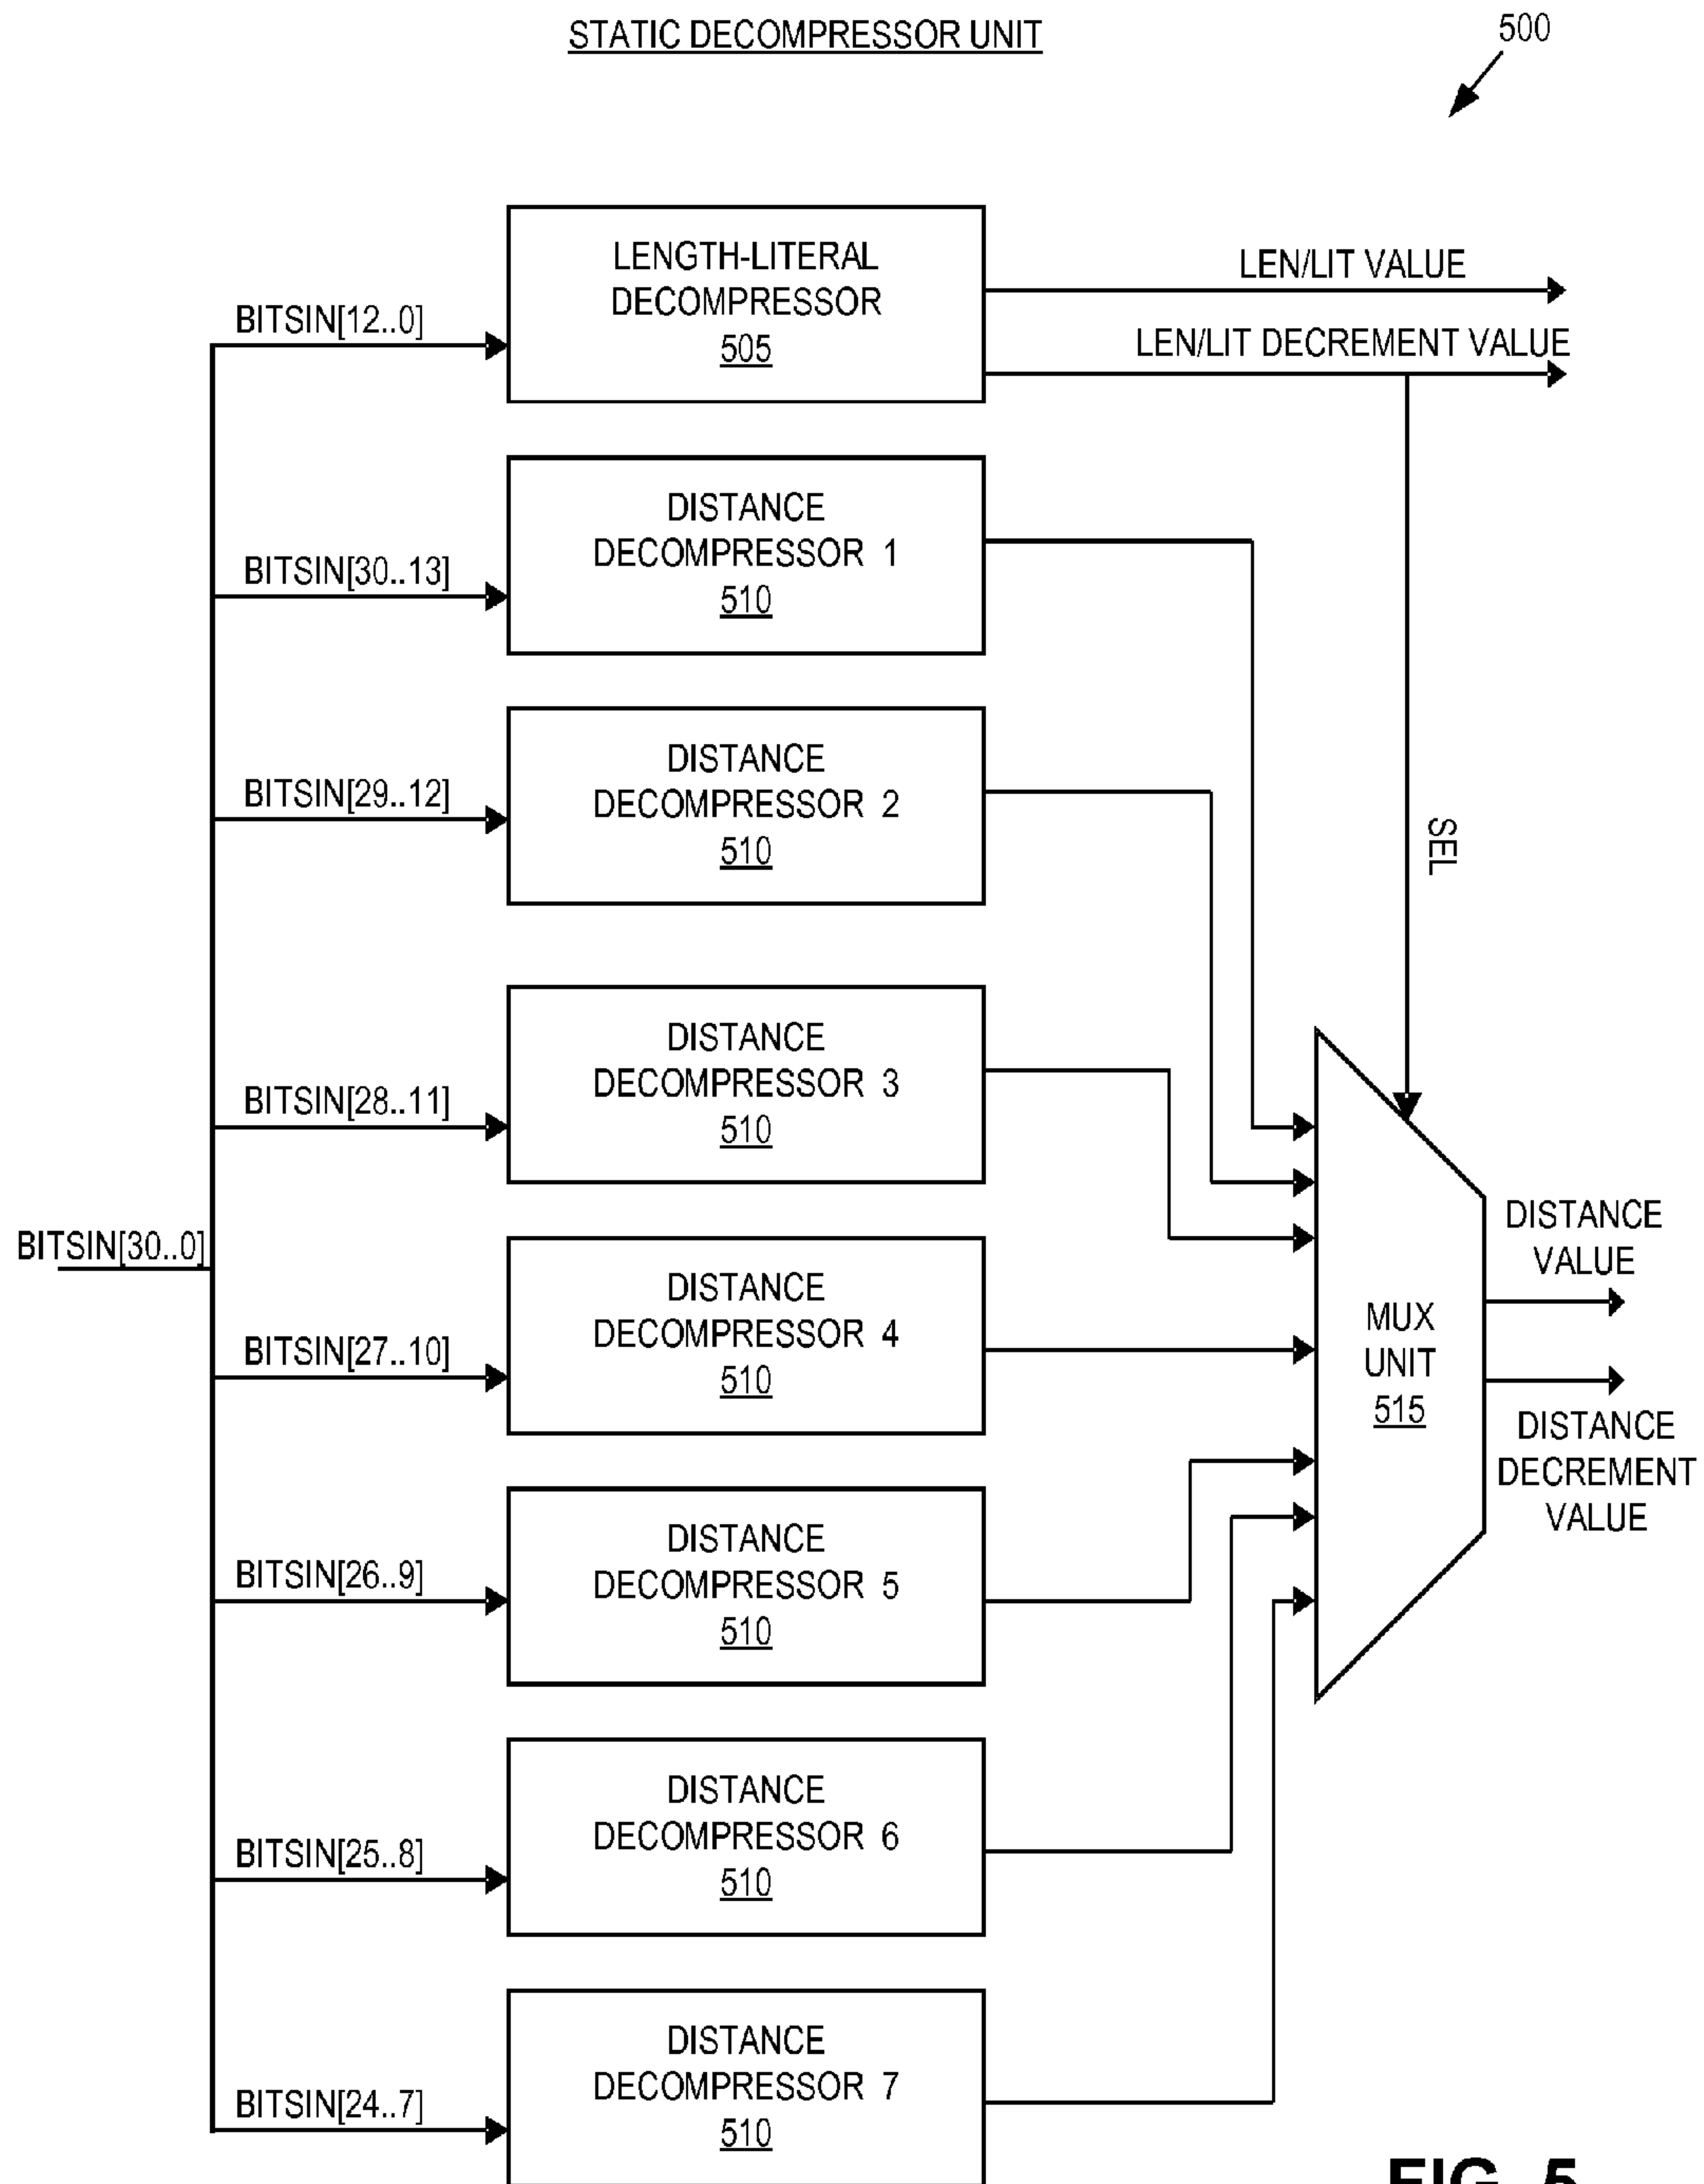 STATIC DECOMPRESSOR UNIT
500
LENGTH-LITERAL
DECOMPRESSOR
505
LEN/LIT VALUE
LEN/LIT DECREMENT VALUE
BITSIN[12..0]
DISTANCE
DECOMPRESSOR 1
510
BITSIN[30..13]
DISTANCE
DECOMPRESSOR 2
510
BITSIN[29..12]
SEL
DISTANCE
DECOMPRESSOR 3
510
BITSIN[28..11]
BITSIN[30..0]
DISTANCE
DECOMPRESSOR 4
510
BITSIN[27..10]
MUX
UNIT
515
DISTANCE
VALUE
DISTANCE
DECREMENT
VALUE
DISTANCE
DECOMPRESSOR 5
510
BITSIN[26..9]
DISTANCE
DECOMPRESSOR 6
510
BITSIN[25..8]
DISTANCE
DECOMPRESSOR 7
510
BITSIN[24..7]
FIG. 5